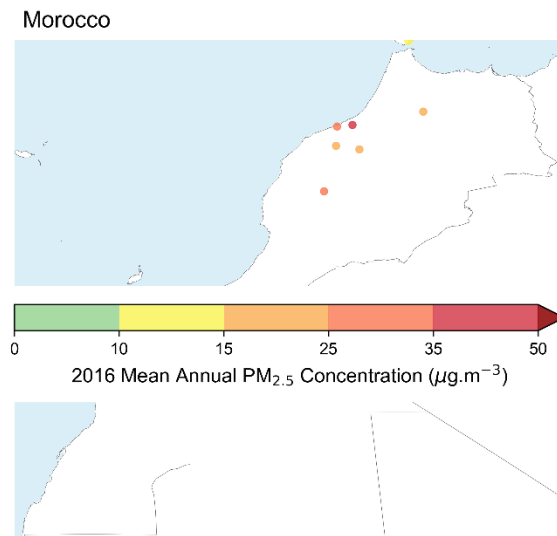 Morocco
0 10 15 25 35 50
2016 Mean Annual PM₂.₅ Concentration (μg.m⁻³)